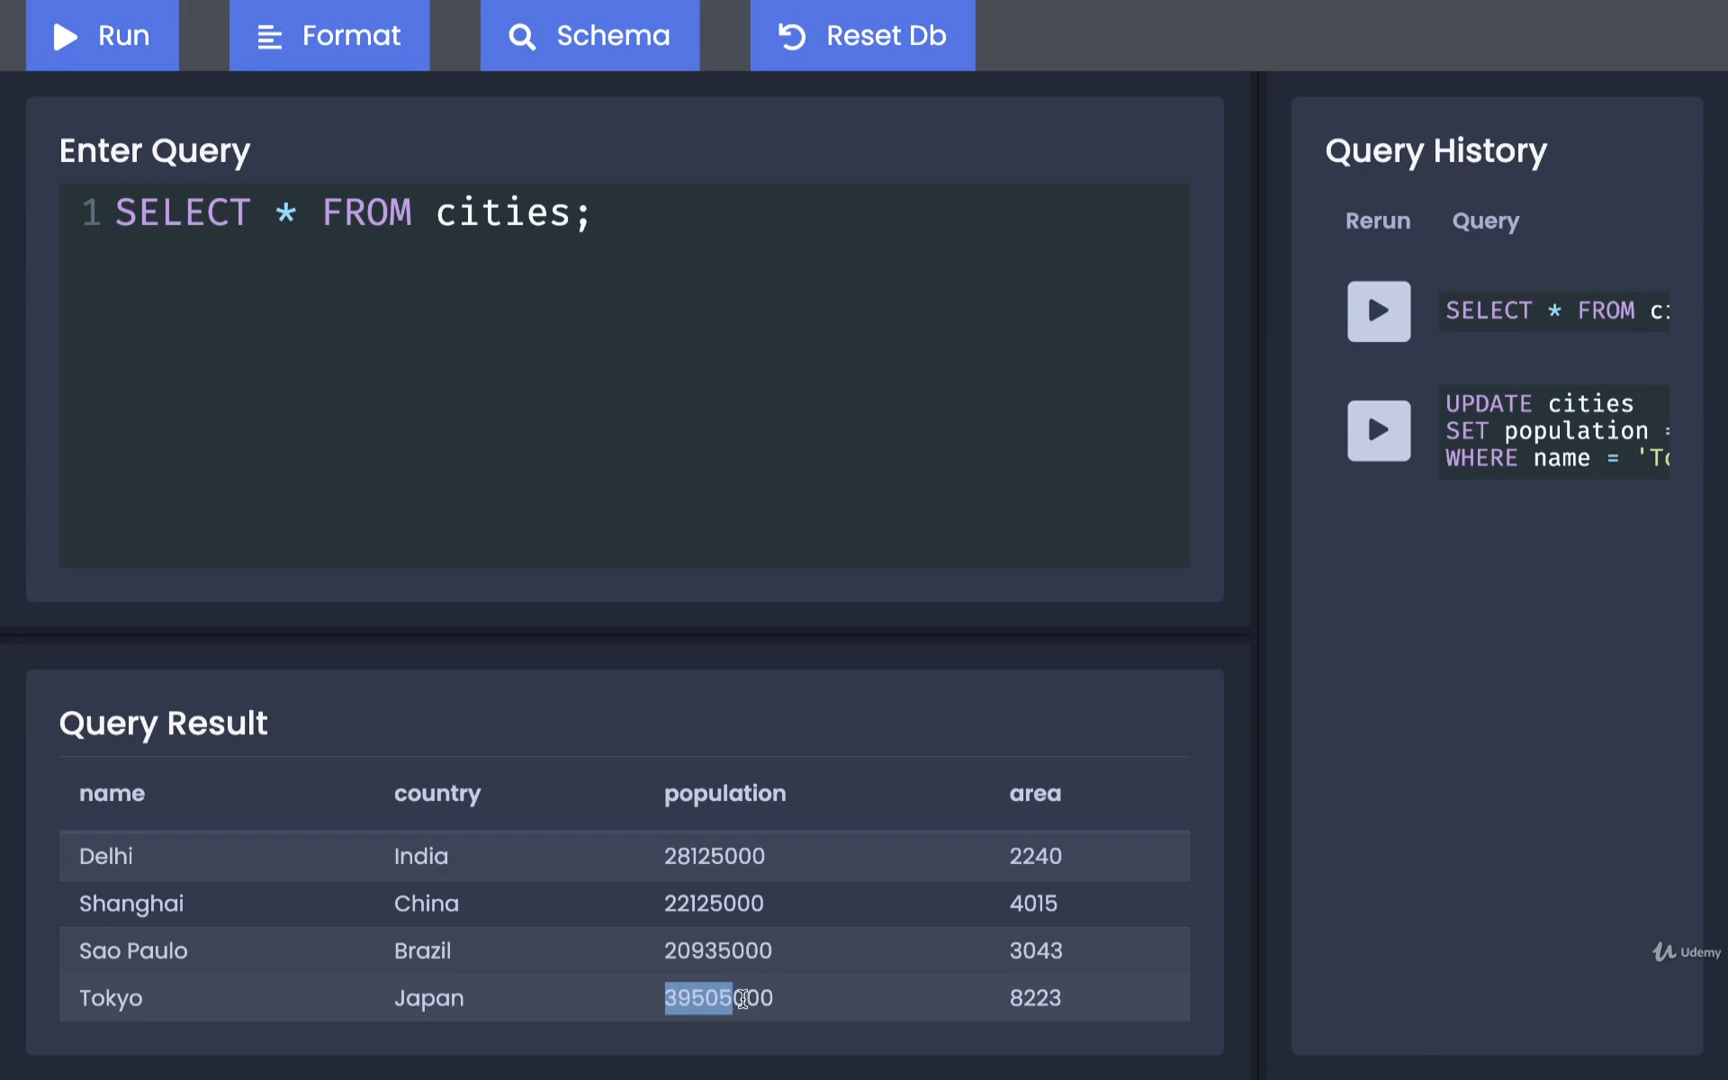 Run
Format
Schema
Reset Db
Enter Query
1 SELECT * FROM cities;
Query History
Rerun Query
SELECT * FROM
UPDATE cities
SET population =
WHERE name =
Query Result
name country population area
Delhi India 28125000 2240
Shanghai China 22125000 4015
Sao Paulo Brazil 20935000 3043
Tokyo Japan 39505000 8223
Udemy